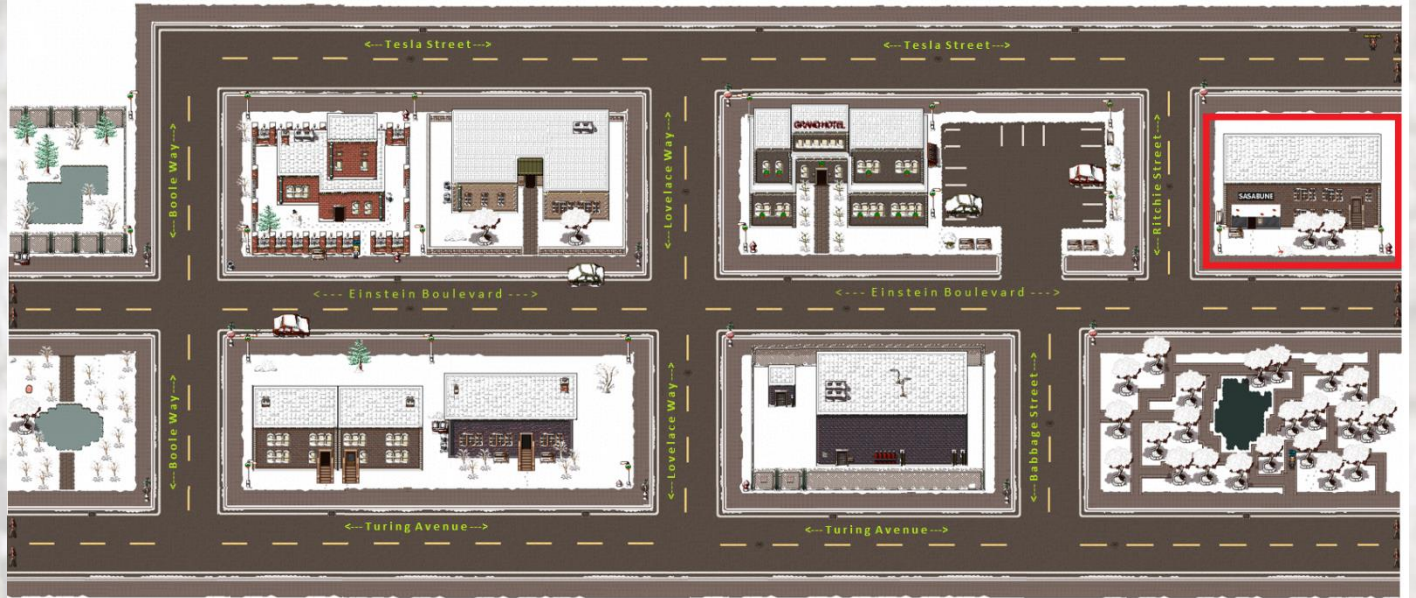 <---Tesla Street--->
<---Tesla Street--->
<---Boole Way--->
<---Lovelace Way--->
GRAND HOTEL
<---Ritchie Street--->
SASABUNE
<--- Einstein Boulevard --->
<--- Einstein Boulevard --->
<---Boole Way--->
<---Lovelace Way--->
<---Babbage Street--->
<---Turing Avenue--->
<---Turing Avenue--->